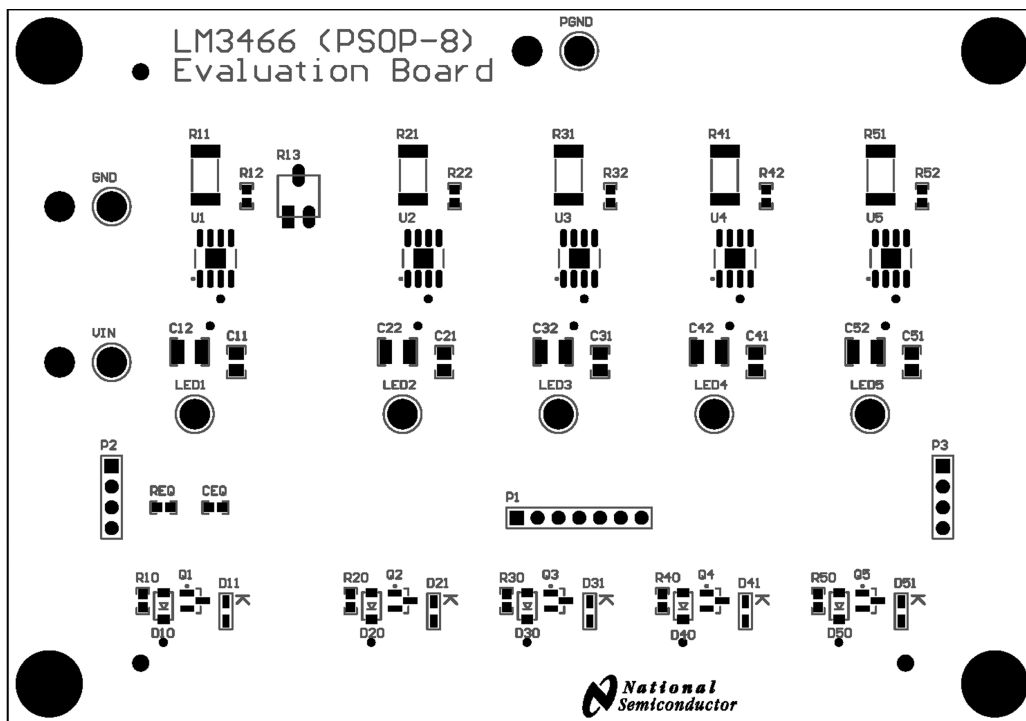 PGND
LM3466 (PSOP-8)
Evaluation Board
R11 R21 R31 R41 R51
R13
R12 R22 R32 R42 R52
GND
U1 U2 U3 U4 U5
VIN
C12 C22 C32 C42 C52
C11 C21 C31 C41 C51
LED1 LED2 LED3 LED4 LED5
P2 P3
REQ CEQ
P1
R10 Q1 D11 K R20 Q2 D21 K R30 Q3 D31 K R40 Q4 D41 K R50 Q5 D51 K
D10 D20 D30 D40 D50
National
Semiconductor